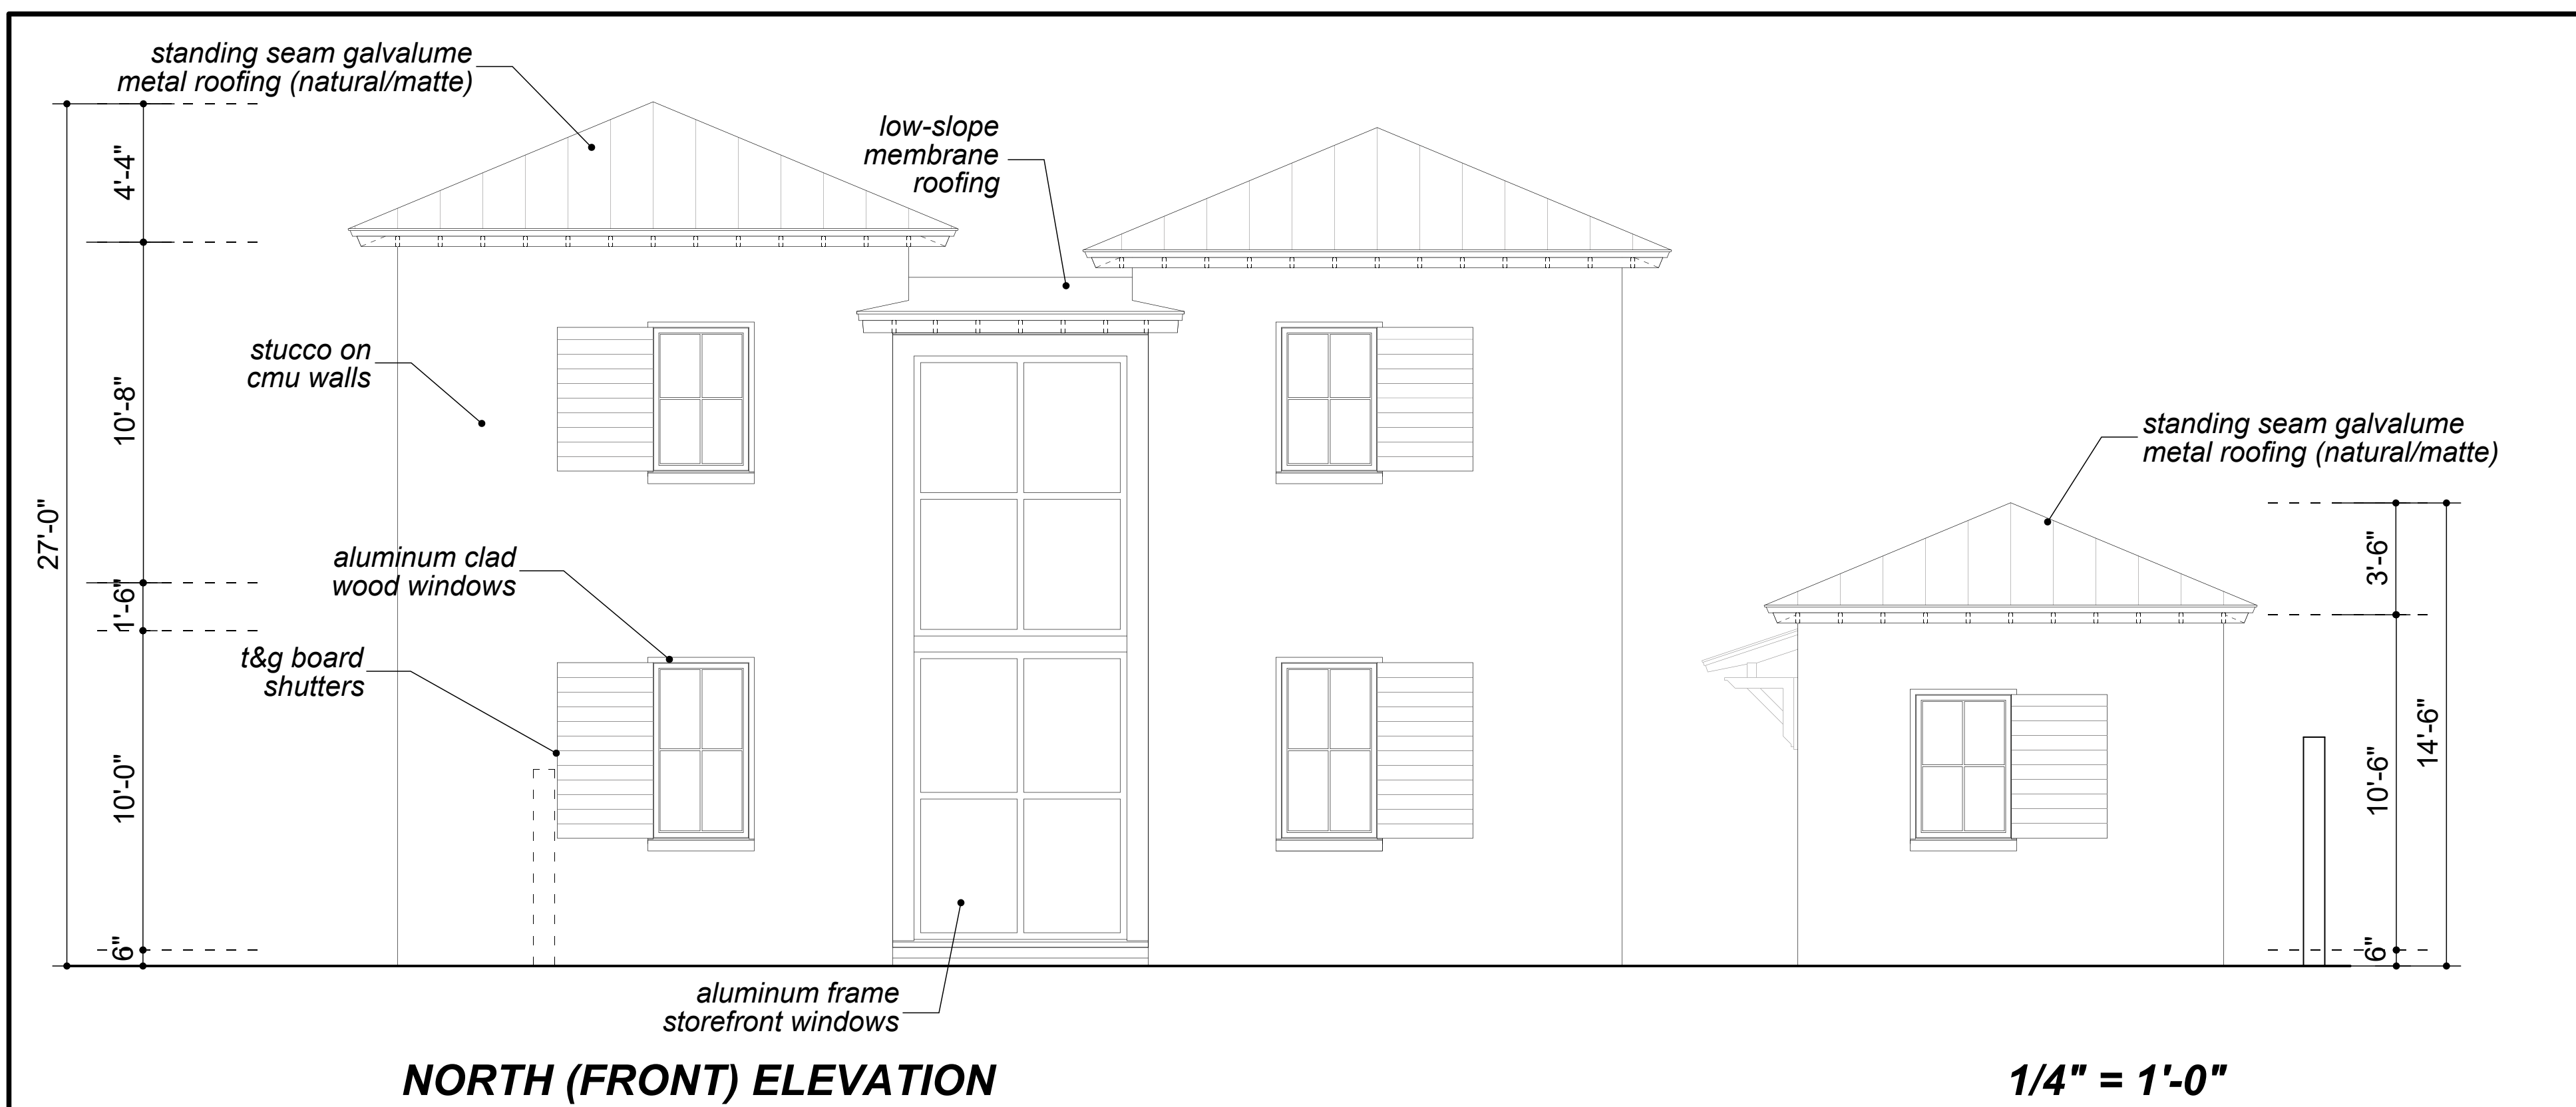 standing seam galvalume
metal roofing (natural/matte)
low-slope
membrane
roofing
4'-4"
stucco on
cmu walls
10'-8"
standing seam galvalume
metal roofing (natural/matte)
27'-0"
aluminum clad
wood windows
1'-6"
3'-6"
t&g board
shutters
14'-6"
10'-0"
10'-6"
6"
6"
aluminum frame
storefront windows
NORTH (FRONT) ELEVATION
1/4" = 1'-0"